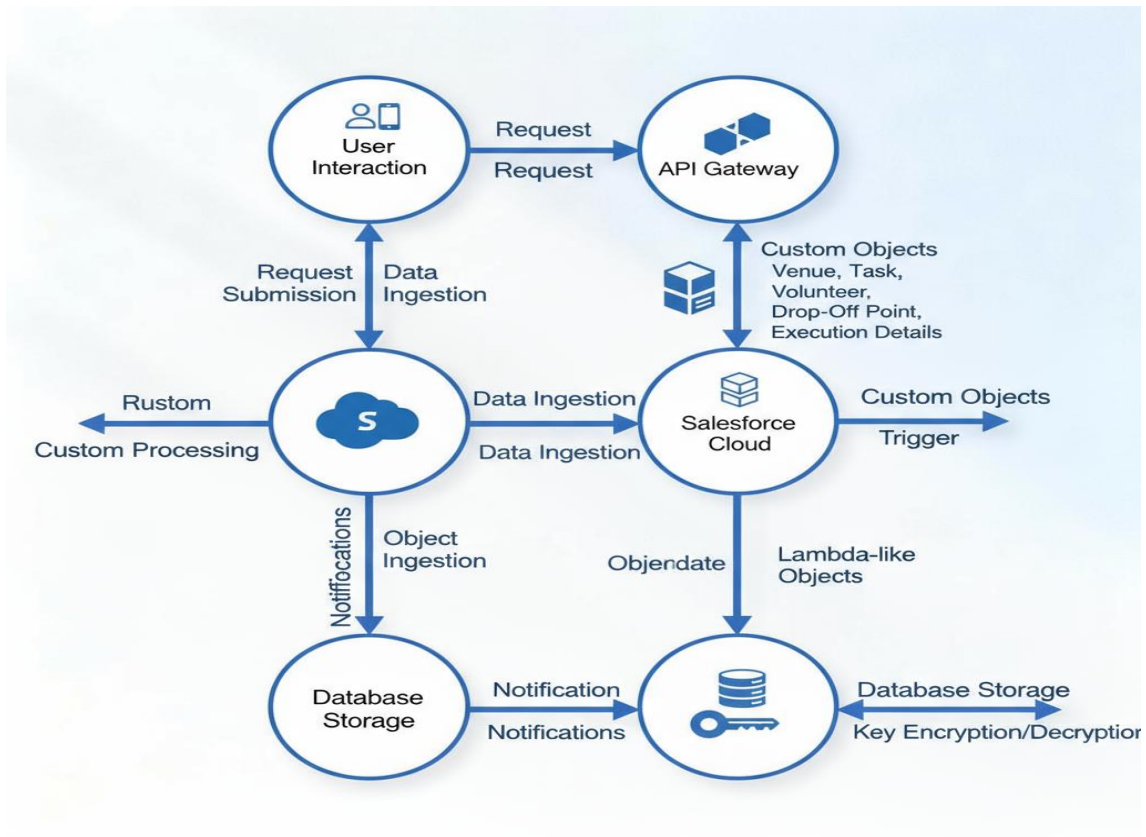 User
Interaction
Request
Request
API Gateway
Request
Submission
Data
Ingestion
Custom Objects
Venue, Task,
Volunteer,
Drop-Off Point,
Execution Details
Rustom
Custom Processing
S
Data Ingestion
Data Ingestion
Salesforce
Cloud
Custom Objects
Trigger
Notiffocations
Object
Ingestion
Objendate
Lambda-like
Objects
Database
Storage
Notification
Notifications
Database Storage
Key Encryption/Decryption